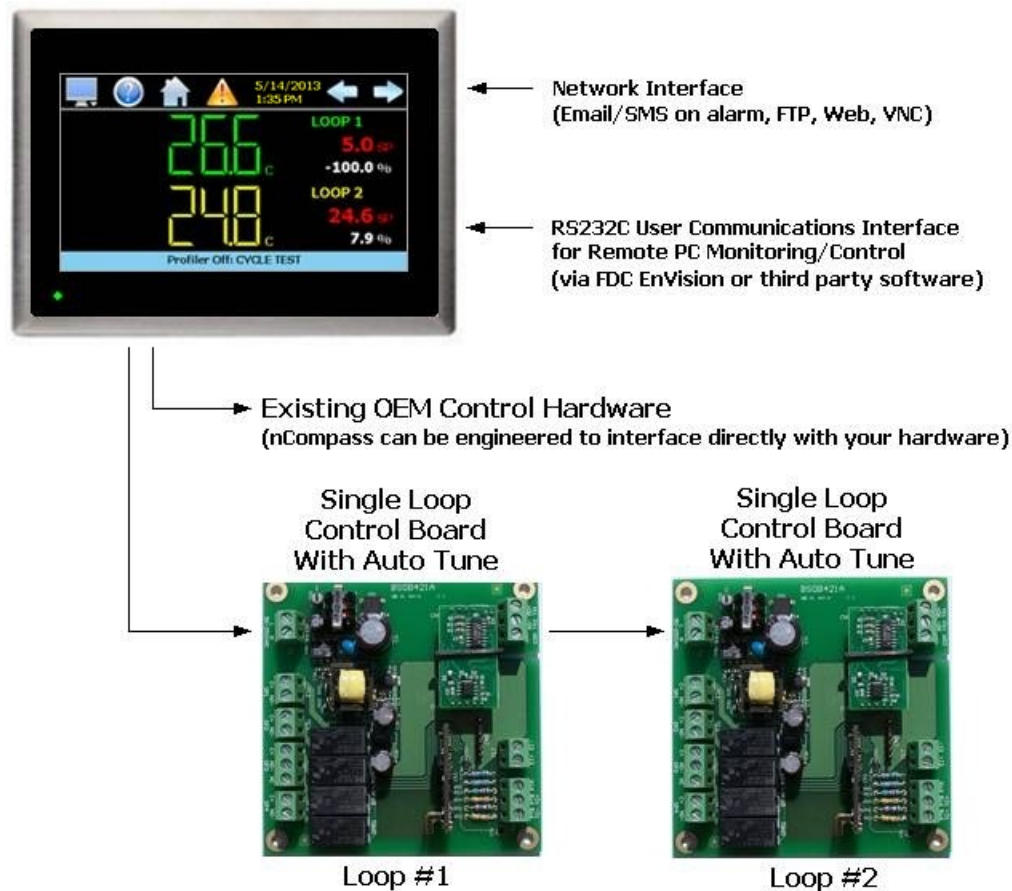 5/14/2013
1:35 PM
26.6 C
LOOP 1
5.0 SP
-100.0 %
24.8 C
LOOP 2
24.6 SP
7.9 %
Profiler Off: CYCLE TEST
Network Interface
(Email/SMS on alarm, FTP, Web, VNC)
RS232C User Communications Interface
for Remote PC Monitoring/Control
(via FDC EnVision or third party software)
Existing OEM Control Hardware
(nCompass can be engineered to interface directly with your hardware)
Single Loop
Control Board
With Auto Tune
Single Loop
Control Board
With Auto Tune
Loop #1
Loop #2